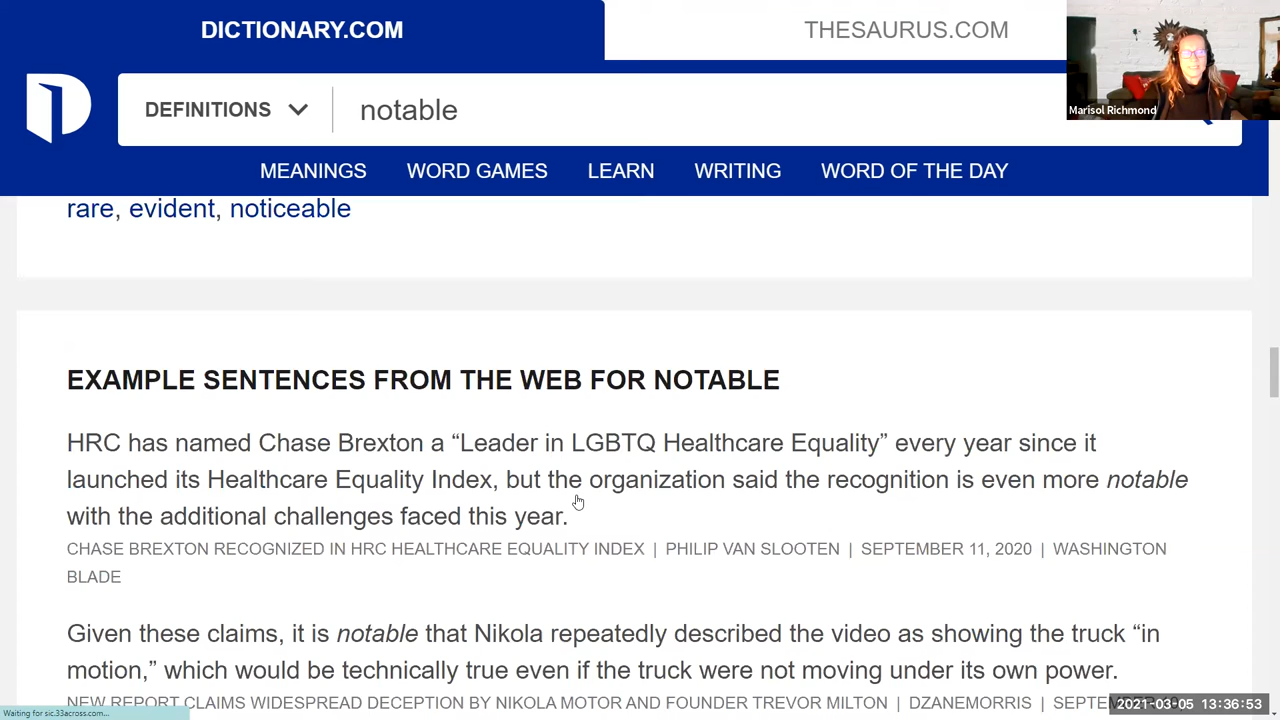 DICTIONARY.COM
THESAURUS.COM
DEFINITIONS
notable
Marisol Richmond
MEANINGS
WORD GAMES
LEARN
WRITING
WORD OF THE DAY
rare, evident, noticeable
EXAMPLE SENTENCES FROM THE WEB FOR NOTABLE
HRC has named Chase Brexton a “Leader in LGBTQ Healthcare Equality” every year since it
launched its Healthcare Equality Index, but the organization said the recognition is even more notable
with the additional challenges faced this year.
CHASE BREXTON RECOGNIZED IN HRC HEALTHCARE EQUALITY INDEX | PHILIP VAN SLOOTEN | SEPTEMBER 11, 2020 | WASHINGTON
BLADE
Given these claims, it is notable that Nikola repeatedly described the video as showing the truck “in
motion,” which would be technically true even if the truck were not moving under its own power.
NEW REPORT CLAIMS WIDESPREAD DECEPTION BY NIKOLA MOTOR AND FOUNDER TREVOR MILTON | DZANEMORRIS |
Waiting for sic.33across.com...
2021-03-05 13:36:53